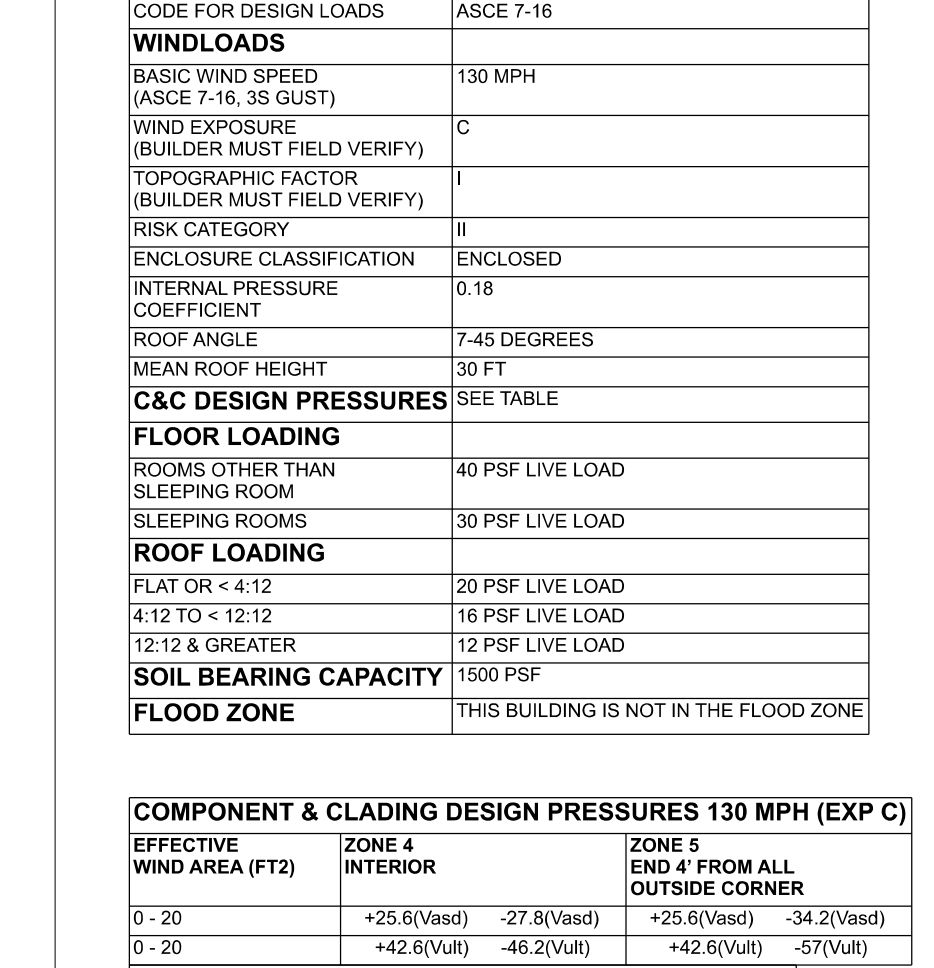 CODE FOR DESIGN LOADS ASCE 7-16
WINDLOADS
BASIC WIND SPEED 130 MPH
(ASCE 7-16, 3S GUST)
WIND EXPOSURE C
(BUILDER MUST FIELD VERIFY)
TOPOGRAPHIC FACTOR I
(BUILDER MUST FIELD VERIFY)
RISK CATEGORY II
ENCLOSURE CLASSIFICATION ENCLOSED
INTERNAL PRESSURE 0.18
COEFFICIENT
ROOF ANGLE 7-45 DEGREES
MEAN ROOF HEIGHT 30 FT
C&C DESIGN PRESSURES SEE TABLE
FLOOR LOADING
ROOMS OTHER THAN 40 PSF LIVE LOAD
SLEEPING ROOM
SLEEPING ROOMS 30 PSF LIVE LOAD
ROOF LOADING
FLAT OR < 4:12 20 PSF LIVE LOAD
4:12 TO < 12:12 16 PSF LIVE LOAD
12:12 & GREATER 12 PSF LIVE LOAD
SOIL BEARING CAPACITY 1500 PSF
FLOOD ZONE THIS BUILDING IS NOT IN THE FLOOD ZONE
COMPONENT & CLADING DESIGN PRESSURES 130 MPH (EXP C)
EFFECTIVE ZONE 4 ZONE 5
WIND AREA (FT2) INTERIOR END 4' FROM ALL
OUTSIDE CORNER
0 - 20 +25.6(Vasd) -27.8(Vasd) +25.6(Vasd) -34.2(Vasd)
0 - 20 +42.6(Vult) -46.2(Vult) +42.6(Vult) -57(Vult)